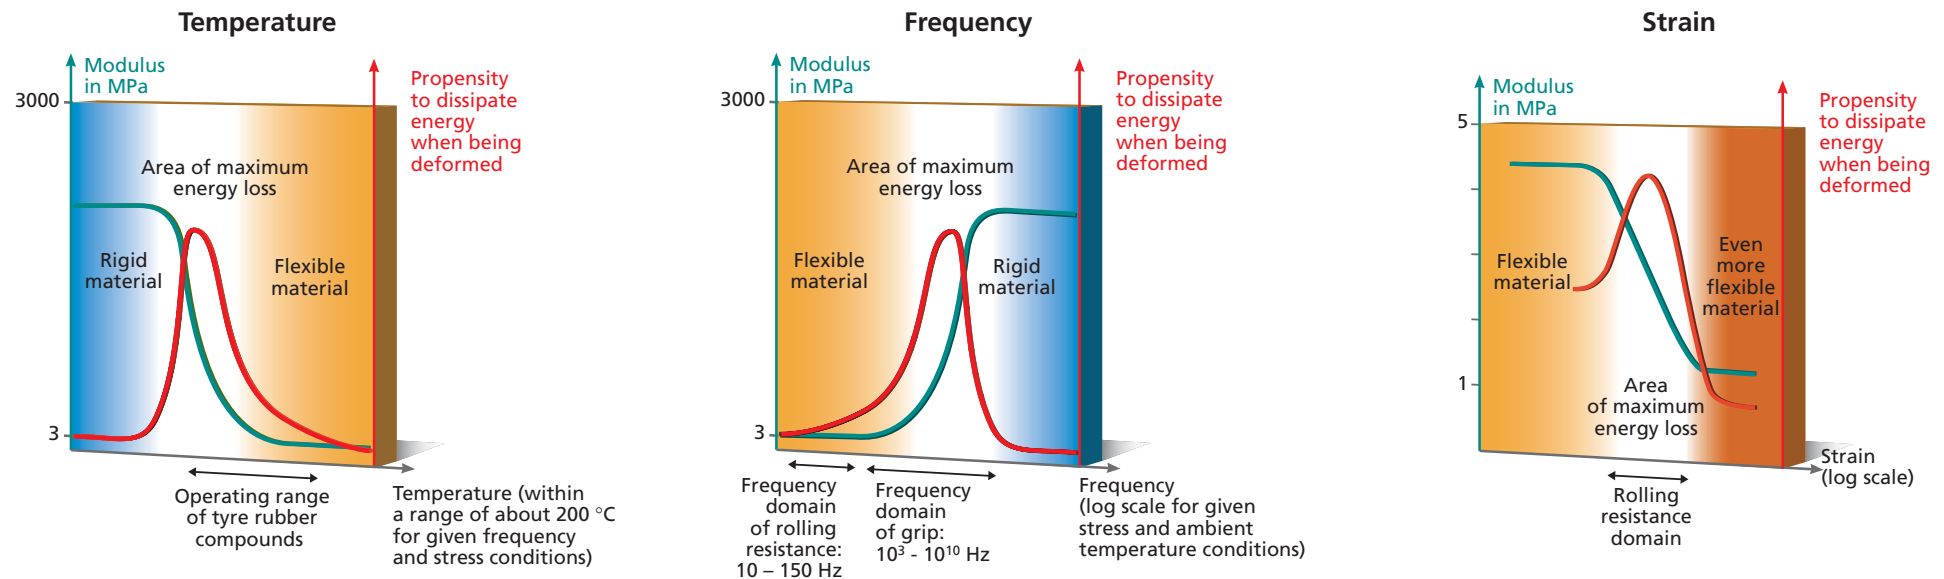 Temperature
Modulus
in MPa
3000
3
Propensity
to dissipate
energy
when being
deformed
Area of maximum
energy loss
Rigid
material
Flexible
material
Operating range
of tyre rubber
compounds
Temperature (within
a range of about 200 °C
for given frequency
and stress conditions)
Frequency
Modulus
in MPa
3000
3
Propensity
to dissipate
energy
when being
deformed
Area of maximum
energy loss
Flexible
material
Rigid
material
Frequency
domain
of rolling
resistance:
10 – 150 Hz
Frequency
domain
of grip:
10³ - 10¹⁰ Hz
Frequency
(log scale for given
stress and ambient
temperature conditions)
Strain
Modulus
in MPa
5
1
Propensity
to dissipate
energy
when being
deformed
Flexible
material
Even
more
flexible
material
Area
of maximum
energy loss
Rolling
resistance
domain
Strain
(log scale)